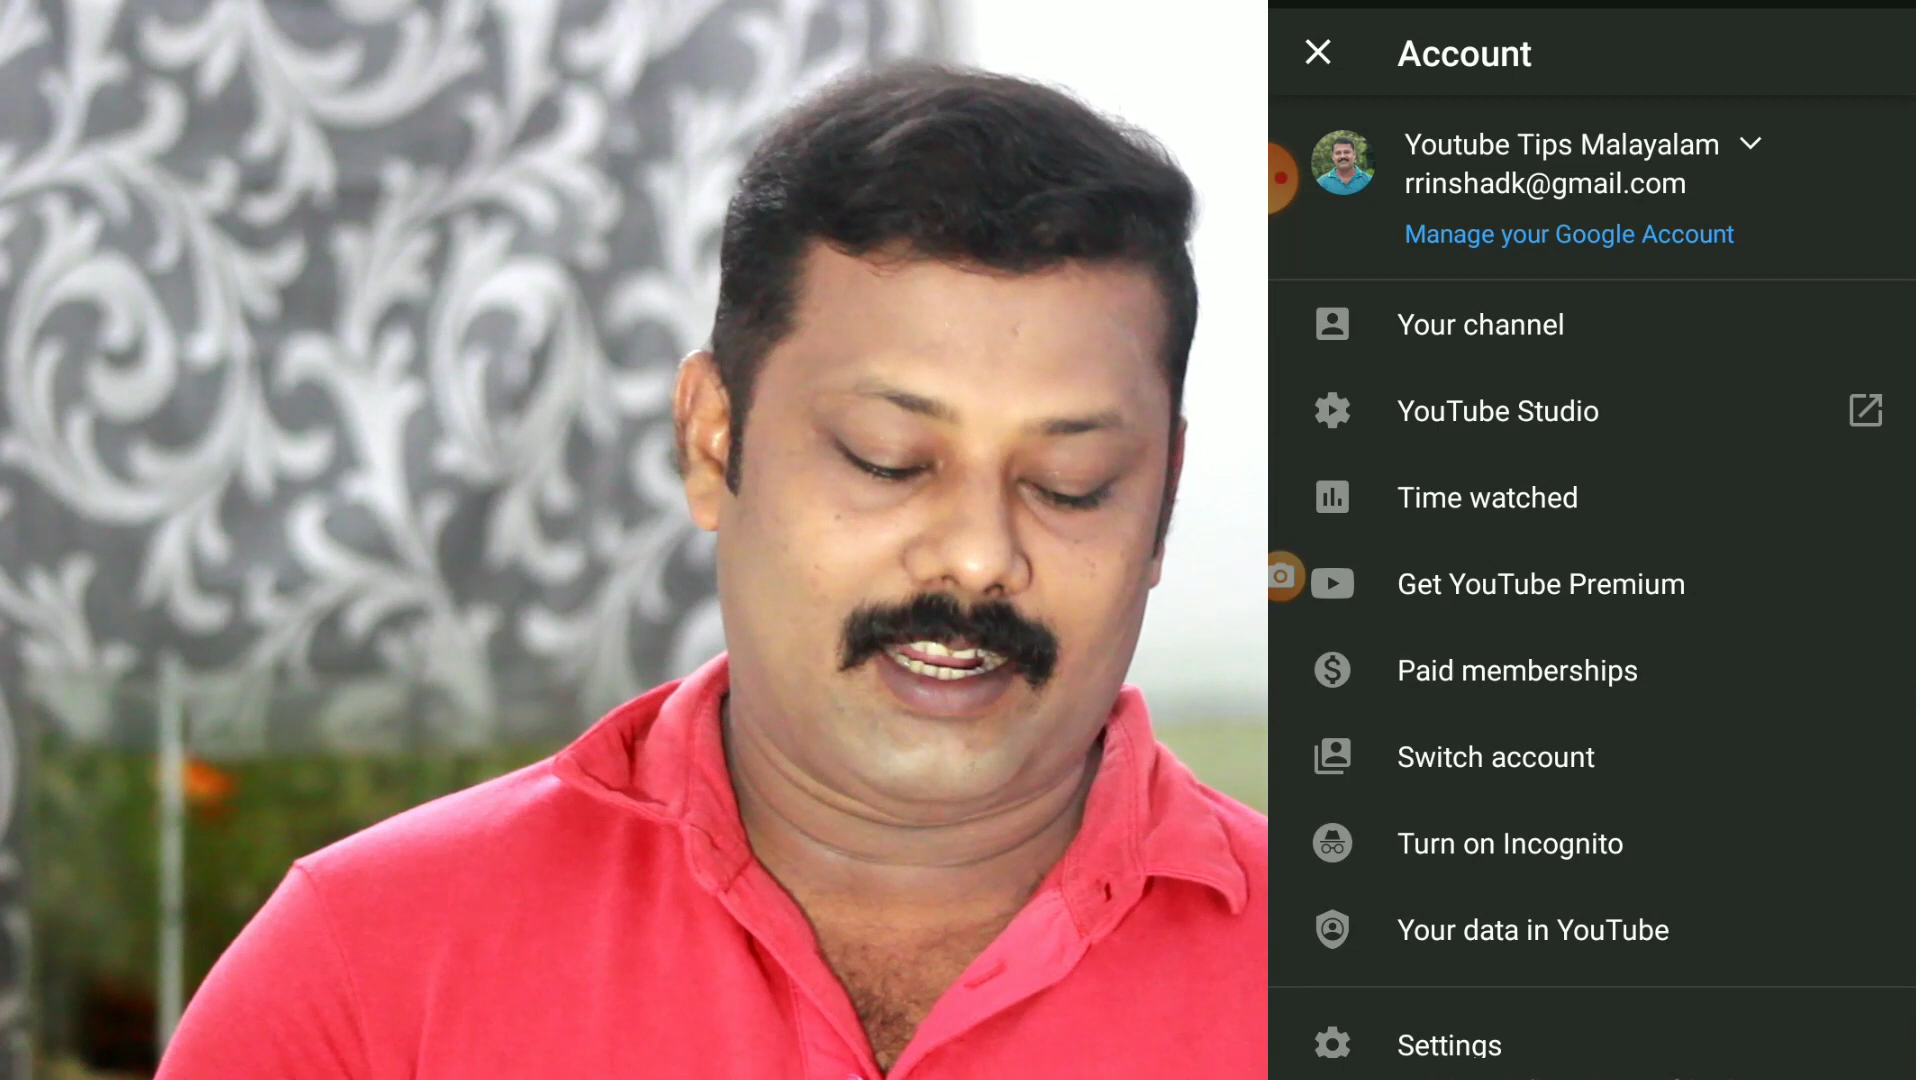 Account
Youtube Tips Malayalam
rrinshadk@gmail.com
Manage your Google Account
Your channel
YouTube Studio
Time watched
Get YouTube Premium
Paid memberships
Switch account
Turn on Incognito
Your data in YouTube
Settings